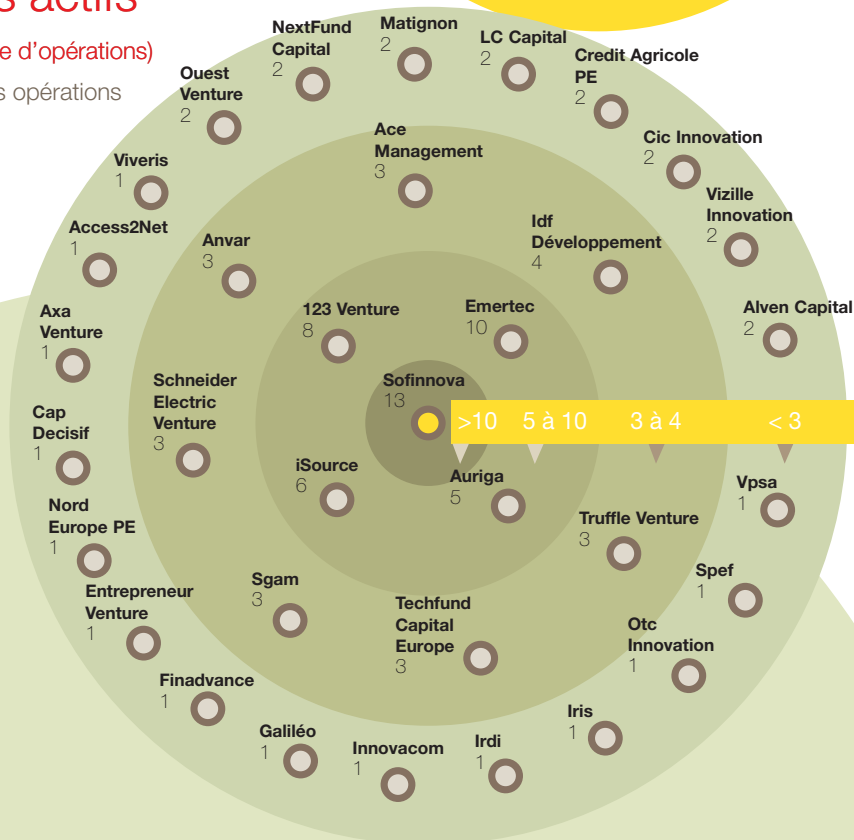 s actifs
e d'opérations)
s opérations
NextFund
Capital
2
Matignon
2
LC Capital
2
Credit Agricole
PE
2
Ouest
Venture
2
Cic Innovation
2
Viveris
1
Ace
Management
3
Vizille
Innovation
2
Access2Net
1
Anvar
3
Idf
Développement
4
Axa
Venture
1
123 Venture
8
Emertec
10
Alven Capital
2
Schneider
Electric
Venture
3
Sofinnova
13
>10 5 à 10 3 à 4 < 3
Cap
Decisif
1
iSource
6
Auriga
5
Vpsa
1
Nord
Europe PE
1
Truffle Venture
3
Entrepreneur
Venture
1
Sgam
3
Techfund
Capital
Europe
3
Spef
1
Otc
Innovation
1
Finadvance
1
Galiléo
1
Innovacom
1
Irdi
1
Iris
1